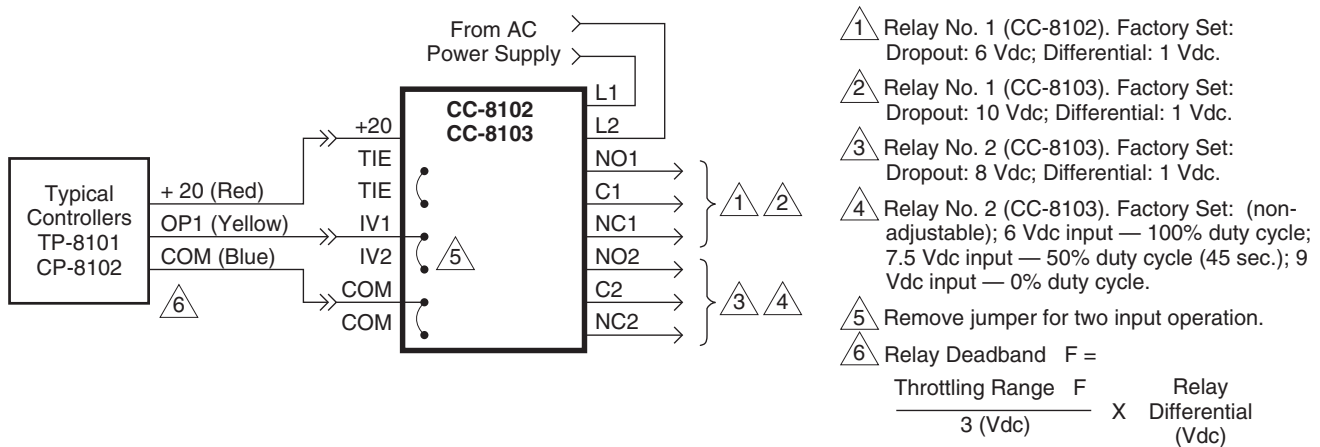 From AC
Power Supply
L1
L2
CC-8102
CC-8103
+20
TIE
TIE
IV1
IV2
COM
COM
NO1
C1
NC1
NO2
C2
NC2
Typical
Controllers
TP-8101
CP-8102
+ 20 (Red)
OP1 (Yellow)
COM (Blue)
6
5
1 2
3 4
1 Relay No. 1 (CC-8102). Factory Set:
Dropout: 6 Vdc; Differential: 1 Vdc.
2 Relay No. 1 (CC-8103). Factory Set:
Dropout: 10 Vdc; Differential: 1 Vdc.
3 Relay No. 2 (CC-8103). Factory Set:
Dropout: 8 Vdc; Differential: 1 Vdc.
4 Relay No. 2 (CC-8103). Factory Set: (non-
adjustable); 6 Vdc input — 100% duty cycle;
7.5 Vdc input — 50% duty cycle (45 sec.); 9
Vdc input — 0% duty cycle.
5 Remove jumper for two input operation.
6 Relay Deadband F =
Throttling Range F
3 (Vdc)
X
Relay
Differential
(Vdc)